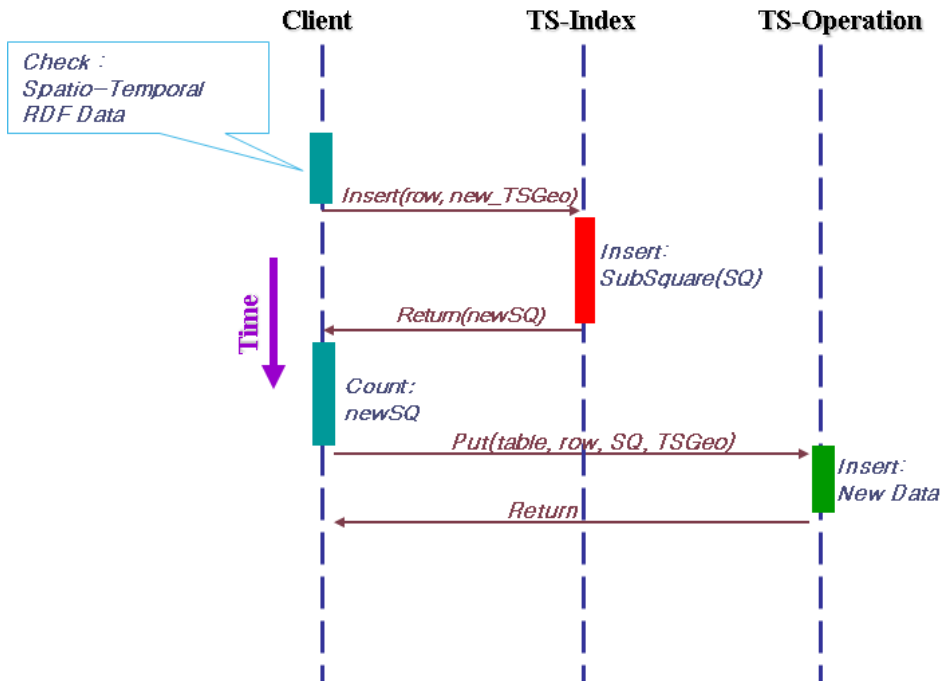 Client
TS-Index
TS-Operation
Check :
Spatio-Temporal
RDF Data
Insert(row, new_TSGeo)
Insert:
SubSquare(SQ)
Time
Return(newSQ)
Count:
newSQ
Put(table, row, SQ, TSGeo)
Insert:
New Data
Return